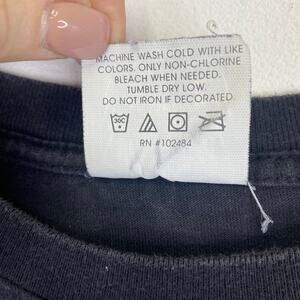 MACHINE WASH COLD WITH LIKE
COLORS. ONLY NON-CHLORINE
BLEACH WHEN NEEDED.
TUMBLE DRY LOW.
DO NOT IRON IF DECORATED.
30C
RN #102484